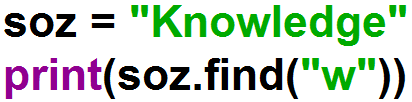 soz = "Knowledge"
print(soz.find("w"))